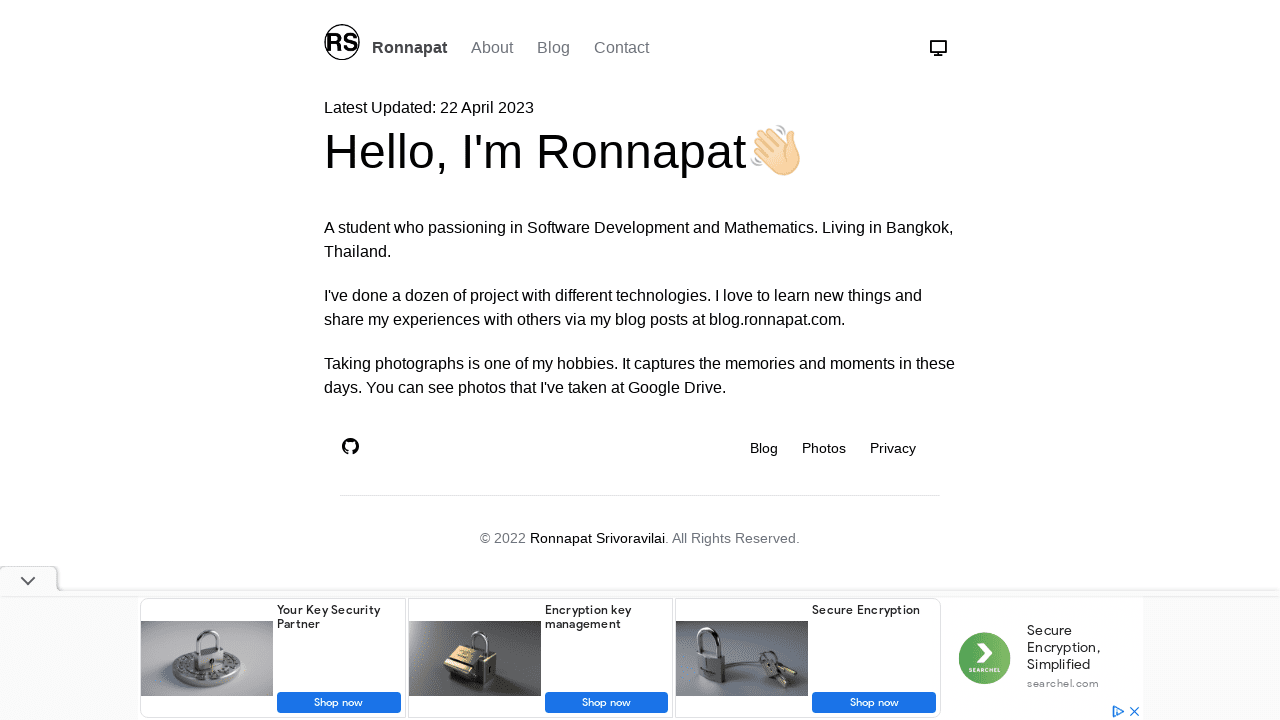 RS Ronnapat About Blog Contact
Latest Updated: 22 April 2023
Hello, I'm Ronnapat👋🏼
A student who passioning in Software Development and Mathematics. Living in Bangkok,
Thailand.
I've done a dozen of project with different technologies. I love to learn new things and
share my experiences with others via my blog posts at blog.ronnapat.com.
Taking photographs is one of my hobbies. It captures the memories and moments in these
days. You can see photos that I've taken at Google Drive.
Blog Photos Privacy
© 2022 Ronnapat Srivoravilai. All Rights Reserved.
Your Key Security
Partner
Shop now
Encryption key
management
Shop now
Secure Encryption
Shop now
SEARCHEL
Secure
Encryption,
Simplified
searchel.com